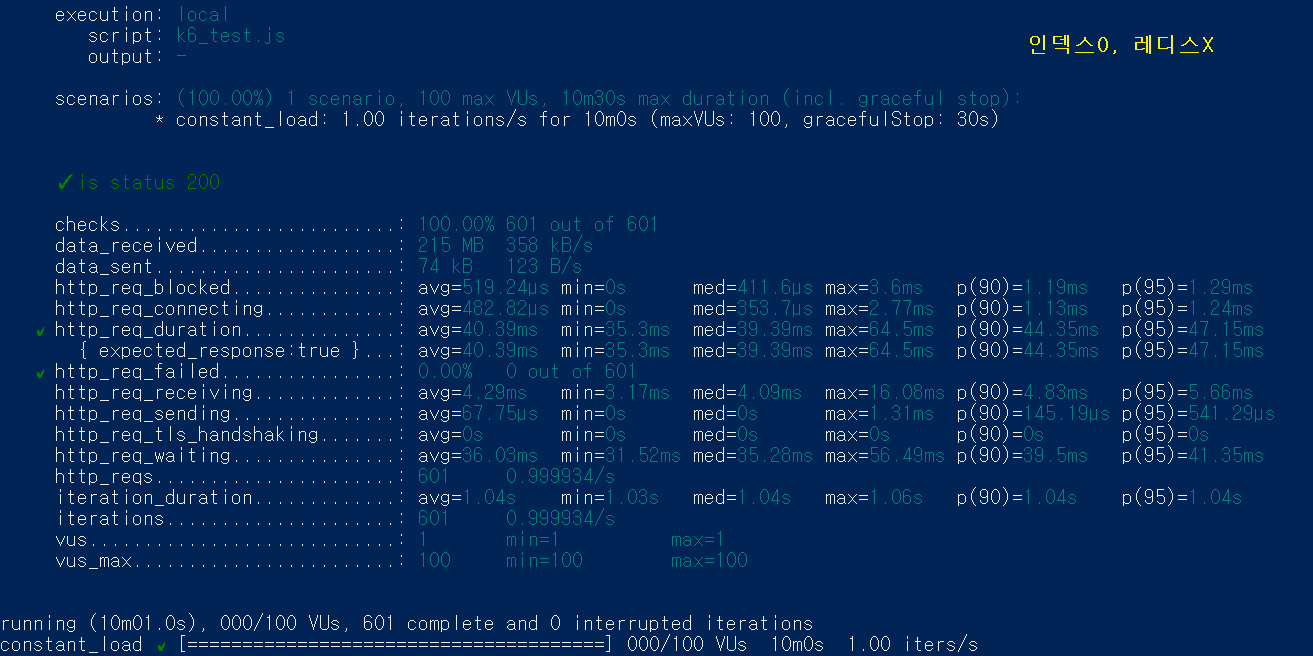 execution: local
script: k6_test.js
output: -
인덱스O, 레디스X
scenarios: (100.00%) 1 scenario, 100 max VUs, 10m30s max duration (incl. graceful stop):
* constant_load: 1.00 iterations/s for 10m0s (maxVUs: 100, gracefulStop: 30s)
✓ is status 200
checks.........................: 100.00% 601 out of 601
data_received..................: 215 MB 358 kB/s
data_sent......................: 74 kB 123 B/s
http_req_blocked...............: avg=519.24µs min=0s med=411.6µs max=3.6ms p(90)=1.19ms p(95)=1.29ms
http_req_connecting............: avg=482.82µs min=0s med=353.7µs max=2.77ms p(90)=1.13ms p(95)=1.24ms
✓ http_req_duration..............: avg=40.39ms min=35.3ms med=39.39ms max=64.5ms p(90)=44.35ms p(95)=47.15ms
{ expected_response:true }...: avg=40.39ms min=35.3ms med=39.39ms max=64.5ms p(90)=44.35ms p(95)=47.15ms
✓ http_req_failed................: 0.00% 0 out of 601
http_req_receiving.............: avg=4.29ms min=3.17ms med=4.09ms max=16.08ms p(90)=4.83ms p(95)=5.66ms
http_req_sending...............: avg=67.75µs min=0s med=0s max=1.31ms p(90)=145.19µs p(95)=541.29µs
http_req_tls_handshaking.......: avg=0s min=0s med=0s max=0s p(90)=0s p(95)=0s
http_req_waiting...............: avg=36.03ms min=31.52ms med=35.28ms max=56.49ms p(90)=39.5ms p(95)=41.35ms
http_reqs......................: 601 0.999934/s
iteration_duration.............: avg=1.04s min=1.03s med=1.04s max=1.06s p(90)=1.04s p(95)=1.04s
iterations.....................: 601 0.999934/s
vus............................: 1 min=1 max=1
vus_max........................: 100 min=100 max=100
running (10m01.0s), 000/100 VUs, 601 complete and 0 interrupted iterations
constant_load ✓ [======================================] 000/100 VUs 10m0s 1.00 iters/s